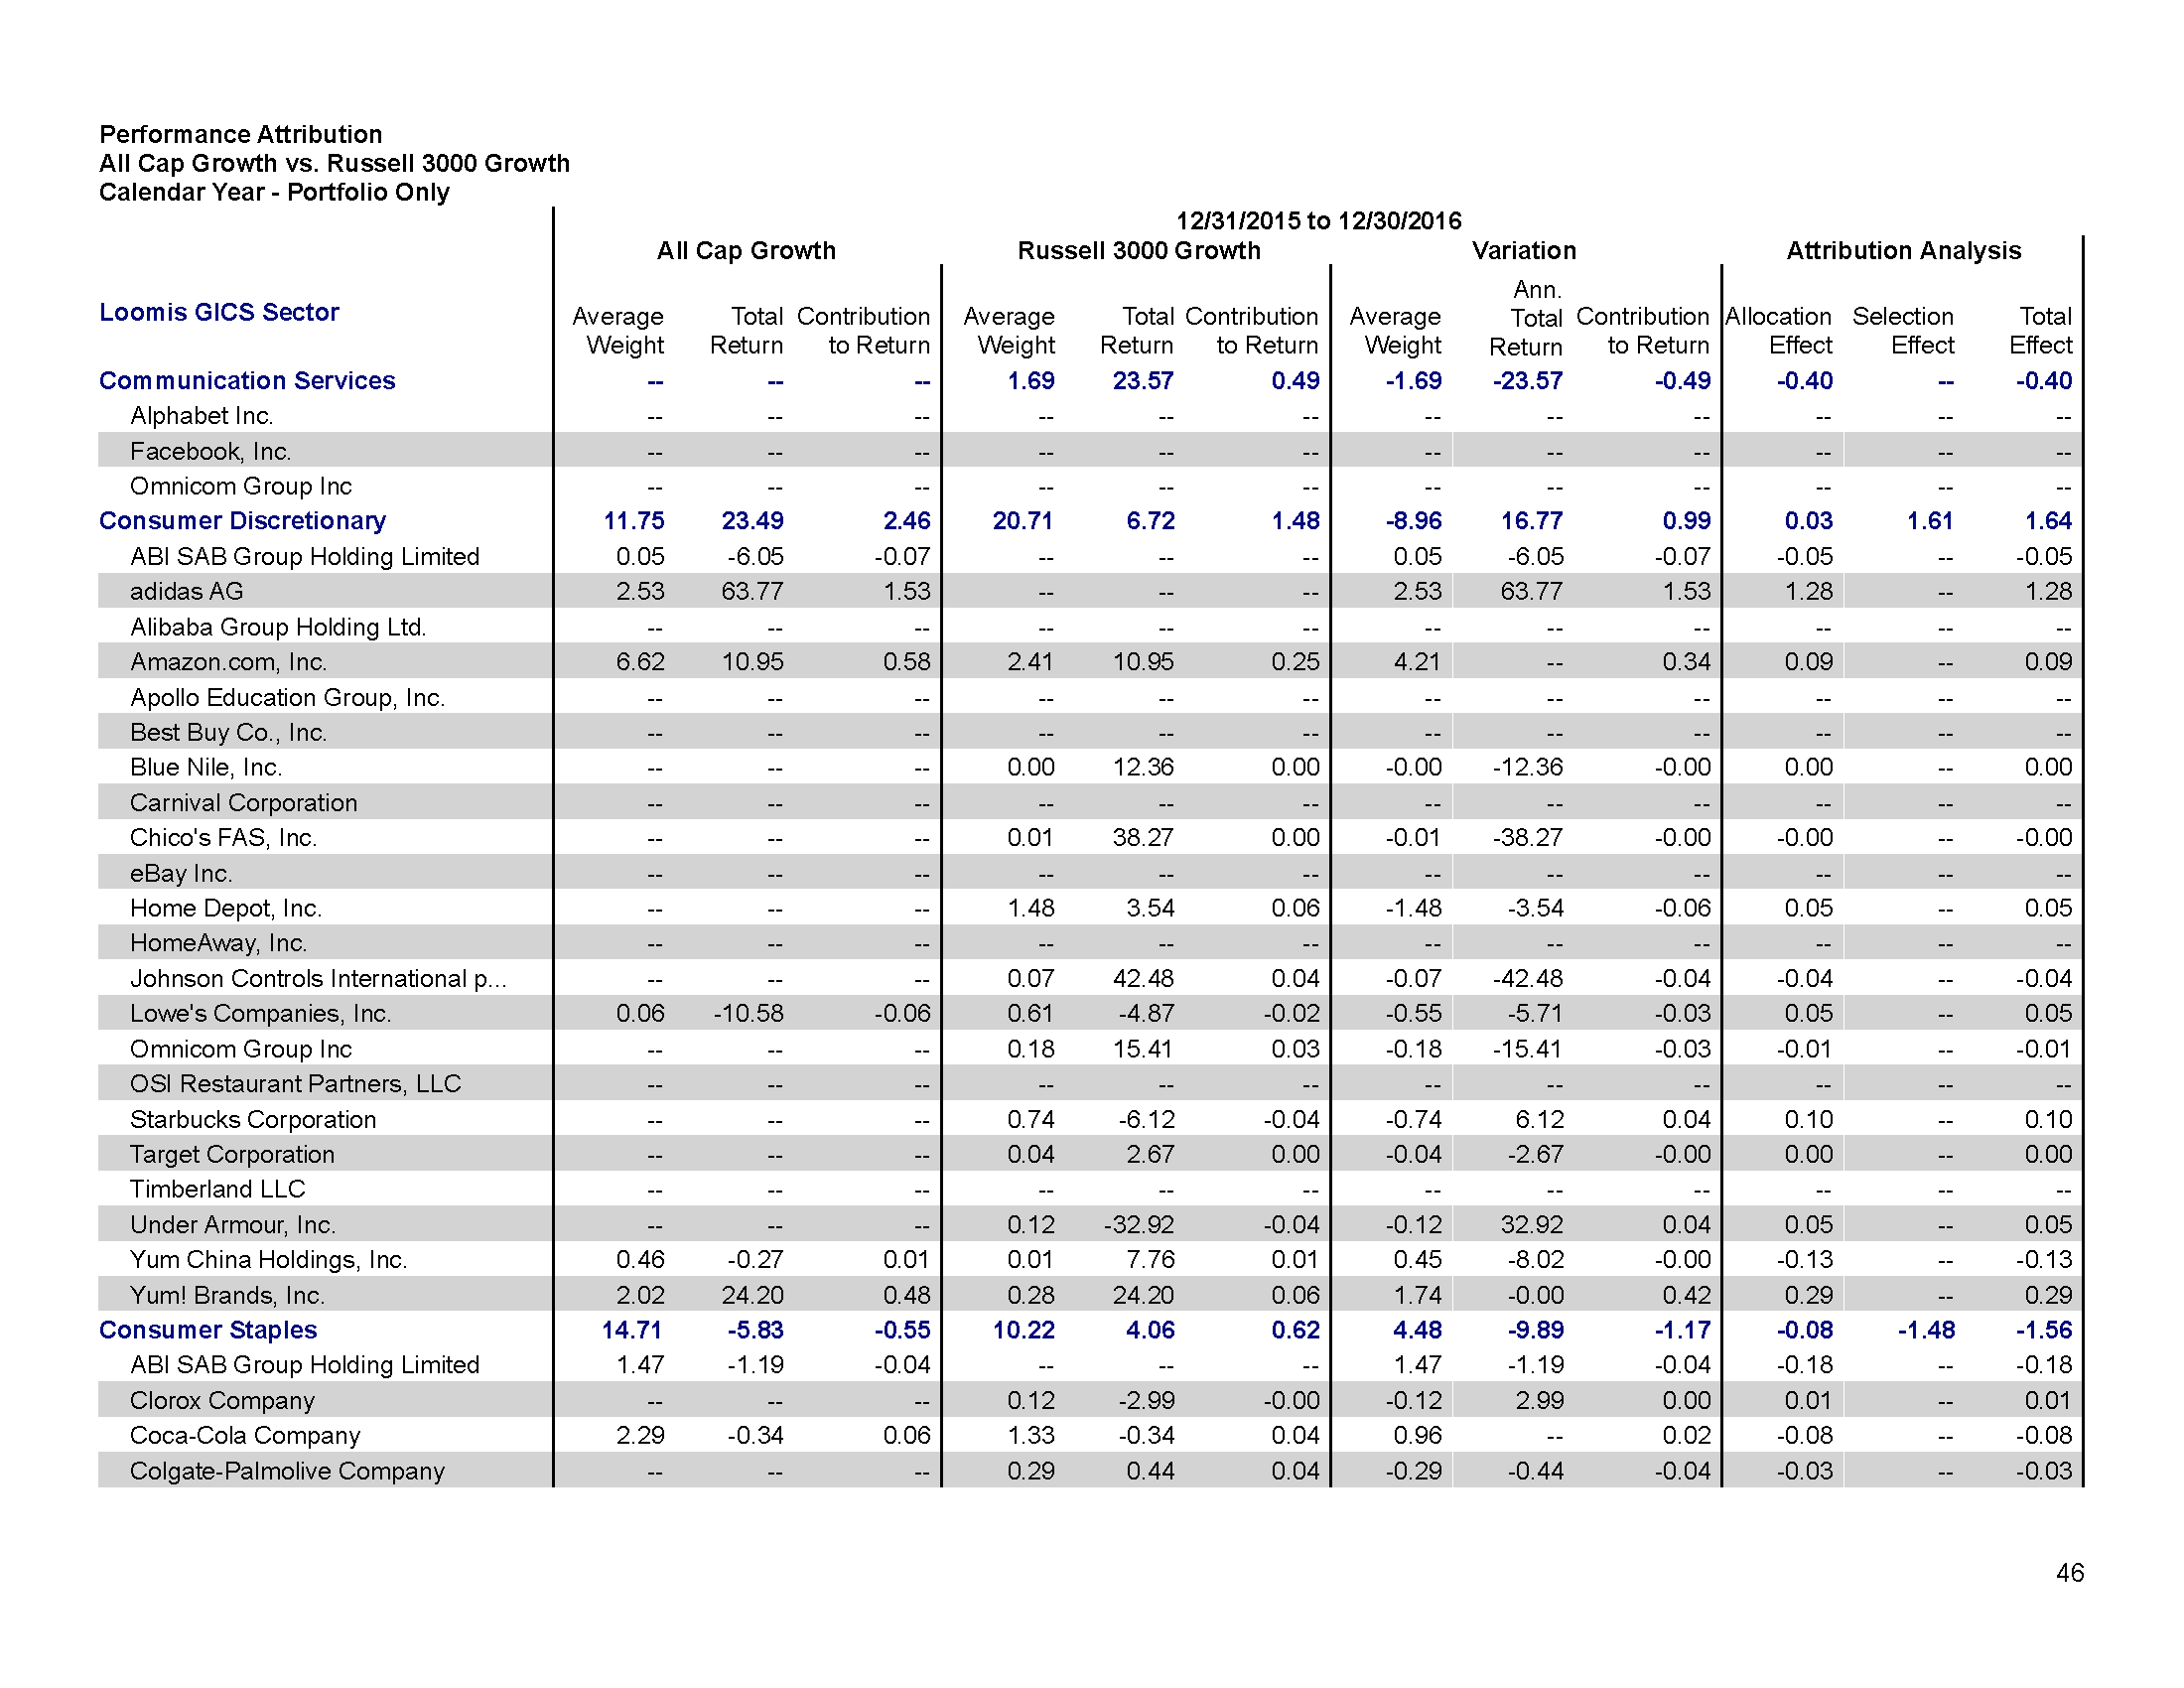 Performance Attribution
All Cap Growth vs. Russell 3000 Growth
Calendar Year - Portfolio Only
12/31/2015 to 12/30/2016
All Cap Growth Russell 3000 Growth Variation Attribution Analysis
Loomis GICS Sector Average Weight Total Return Contribution to Return Average Weight Total Return Contribution to Return Average Weight Ann. Total Return Contribution to Return Allocation Effect Selection Effect Total Effect
Communication Services -- -- -- 1.69 23.57 0.49 -1.69 -23.57 -0.49 -0.40 -- -0.40
Alphabet Inc. -- -- -- -- -- -- -- -- -- -- -- --
Facebook, Inc. -- -- -- -- -- -- -- -- -- -- -- --
Omnicom Group Inc -- -- -- -- -- -- -- -- -- -- -- --
Consumer Discretionary 11.75 23.49 2.46 20.71 6.72 1.48 -8.96 16.77 0.99 0.03 1.61 1.64
ABI SAB Group Holding Limited 0.05 -6.05 -0.07 -- -- -- 0.05 -6.05 -0.07 -0.05 -- -0.05
adidas AG 2.53 63.77 1.53 -- -- -- 2.53 63.77 1.53 1.28 -- 1.28
Alibaba Group Holding Ltd. -- -- -- -- -- -- -- -- -- -- -- --
Amazon.com, Inc. 6.62 10.95 0.58 2.41 10.95 0.25 4.21 -- 0.34 0.09 -- 0.09
Apollo Education Group, Inc. -- -- -- -- -- -- -- -- -- -- -- --
Best Buy Co., Inc. -- -- -- -- -- -- -- -- -- -- -- --
Blue Nile, Inc. -- -- -- 0.00 12.36 0.00 -0.00 -12.36 -0.00 0.00 -- 0.00
Carnival Corporation -- -- -- -- -- -- -- -- -- -- -- --
Chico's FAS, Inc. -- -- -- 0.01 38.27 0.00 -0.01 -38.27 -0.00 -0.00 -- -0.00
eBay Inc. -- -- -- -- -- -- -- -- -- -- -- --
Home Depot, Inc. -- -- -- 1.48 3.54 0.06 -1.48 -3.54 -0.06 0.05 -- 0.05
HomeAway, Inc. -- -- -- -- -- -- -- -- -- -- -- --
Johnson Controls International p... -- -- -- 0.07 42.48 0.04 -0.07 -42.48 -0.04 -0.04 -- -0.04
Lowe's Companies, Inc. 0.06 -10.58 -0.06 0.61 -4.87 -0.02 -0.55 -5.71 -0.03 0.05 -- 0.05
Omnicom Group Inc -- -- -- 0.18 15.41 0.03 -0.18 -15.41 -0.03 -0.01 -- -0.01
OSI Restaurant Partners, LLC -- -- -- -- -- -- -- -- -- -- -- --
Starbucks Corporation -- -- -- 0.74 -6.12 -0.04 -0.74 6.12 0.04 0.10 -- 0.10
Target Corporation -- -- -- 0.04 2.67 0.00 -0.04 -2.67 -0.00 0.00 -- 0.00
Timberland LLC -- -- -- -- -- -- -- -- -- -- -- --
Under Armour, Inc. -- -- -- 0.12 -32.92 -0.04 -0.12 32.92 0.04 0.05 -- 0.05
Yum China Holdings, Inc. 0.46 -0.27 0.01 0.01 7.76 0.01 0.45 -8.02 -0.00 -0.13 -- -0.13
Yum! Brands, Inc. 2.02 24.20 0.48 0.28 24.20 0.06 1.74 -0.00 0.42 0.29 -- 0.29
Consumer Staples 14.71 -5.83 -0.55 10.22 4.06 0.62 4.48 -9.89 -1.17 -0.08 -1.48 -1.56
ABI SAB Group Holding Limited 1.47 -1.19 -0.04 -- -- -- 1.47 -1.19 -0.04 -0.18 -- -0.18
Clorox Company -- -- -- 0.12 -2.99 -0.00 -0.12 2.99 0.00 0.01 -- 0.01
Coca-Cola Company 2.29 -0.34 0.06 1.33 -0.34 0.04 0.96 -- 0.02 -0.08 -- -0.08
Colgate-Palmolive Company -- -- -- 0.29 0.44 0.04 -0.29 -0.44 -0.04 -0.03 -- -0.03
46